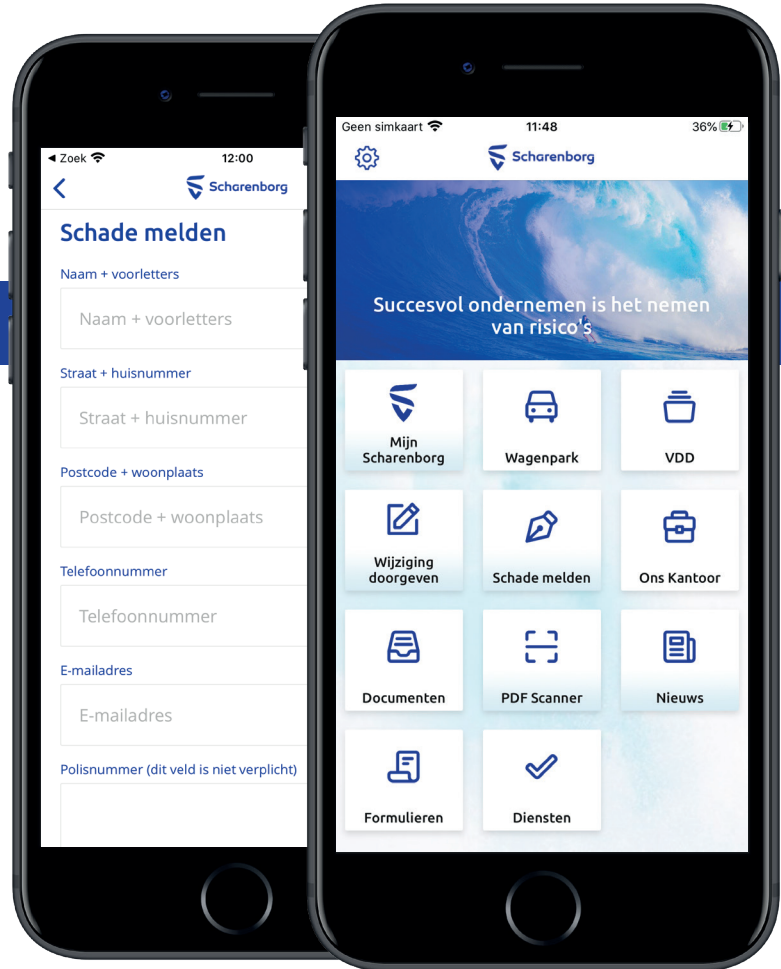 ◄ Zoek
12:00
Scharenborg
Schade melden
Naam + voorletters
Naam + voorletters
Straat + huisnummer
Straat + huisnummer
Postcode + woonplaats
Postcode + woonplaats
Telefoonnummer
Telefoonnummer
E-mailadres
E-mailadres
Polisnummer (dit veld is niet verplicht)
Geen simkaart
11:48
36%
Scharenborg
Succesvol ondernemen is het nemen
van risico's
Mijn
Scharenborg
Wagenpark
VDD
Wijziging
doorgeven
Schade melden
Ons Kantoor
Documenten
PDF Scanner
Nieuws
Formulieren
Diensten